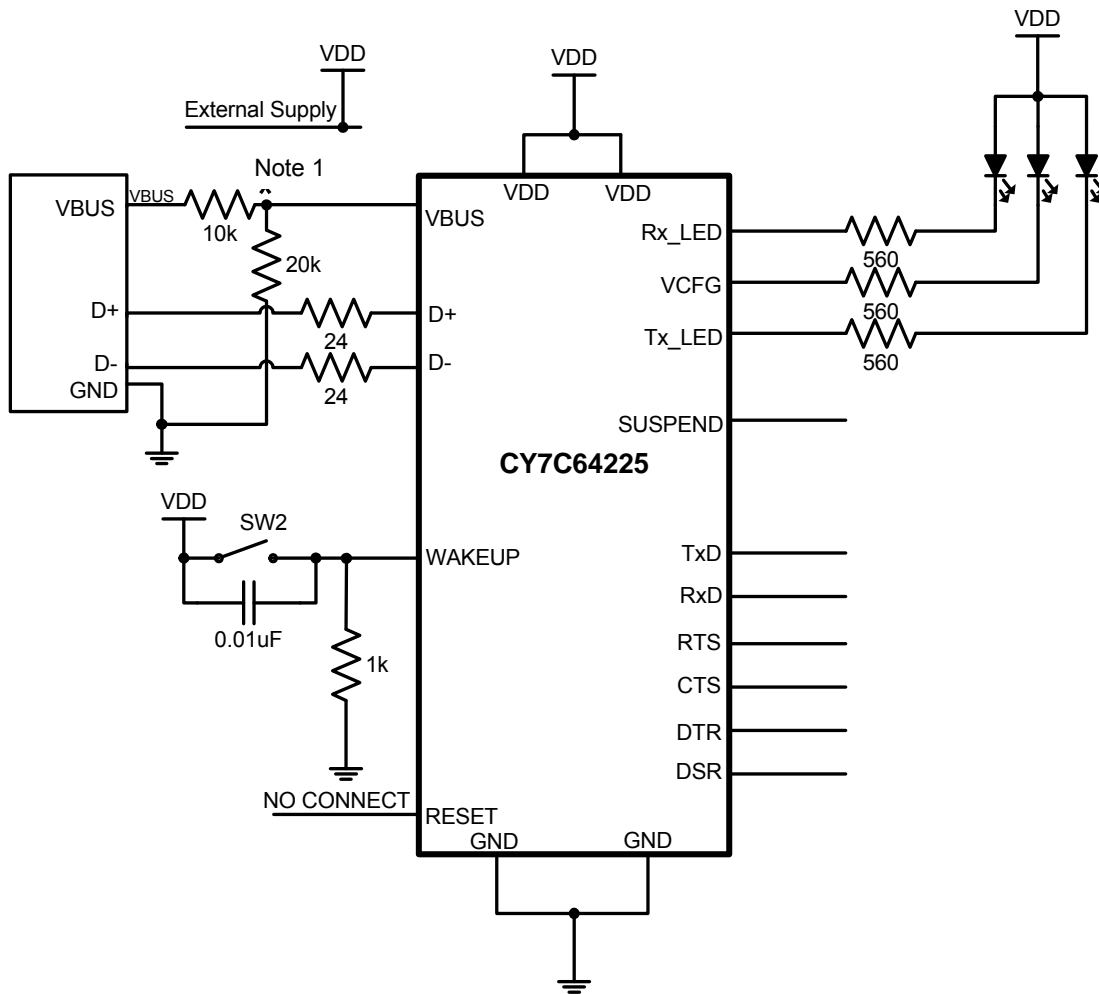 VDD
VDD
VDD
External Supply
Note 1
VDD
VDD
VBUS
VBUS
VBUS
10k
20k
Rx_LED
560
VCFG
560
D+
D+
24
Tx_LED
560
D-
D-
24
GND
SUSPEND
CY7C64225
VDD
SW2
WAKEUP
TxD
RxD
0.01uF
RTS
1k
CTS
DTR
DSR
NO CONNECT
RESET
GND
GND